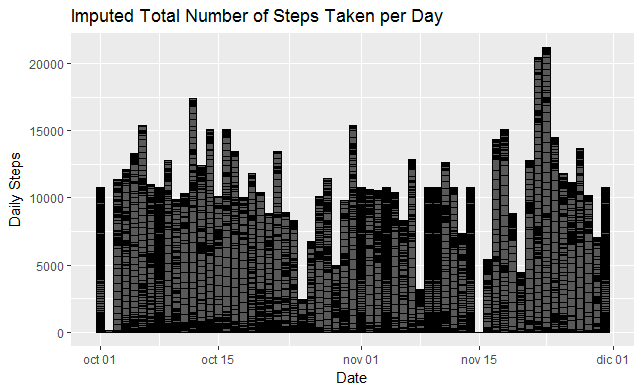 Imputed Total Number of Steps Taken per Day
Daily Steps
20000
15000
10000
5000
0
oct 01
oct 15
nov 01
nov 15
dic 01
Date